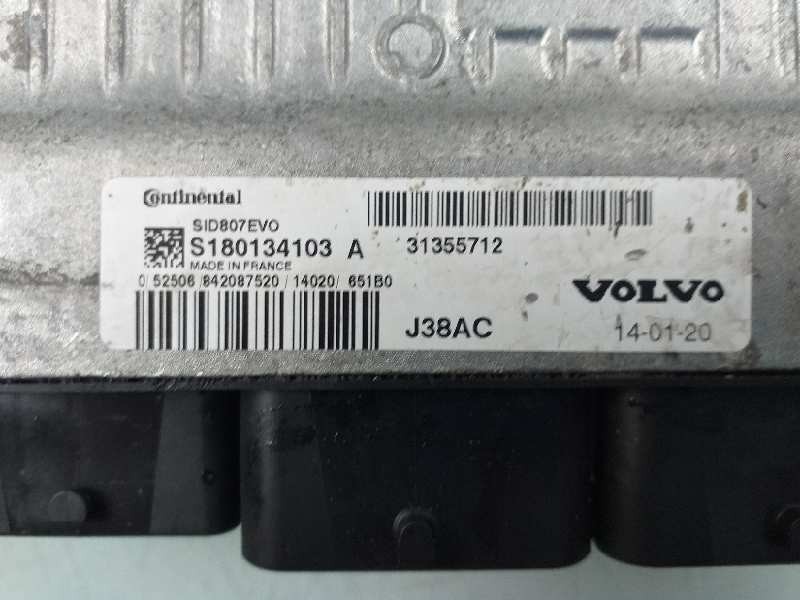 Continental
SID807EVO
S180134103 A
31355712
MADE IN FRANCE
0/52506/842087520/14020/651B0
VOLVO
J38AC
14-01-20